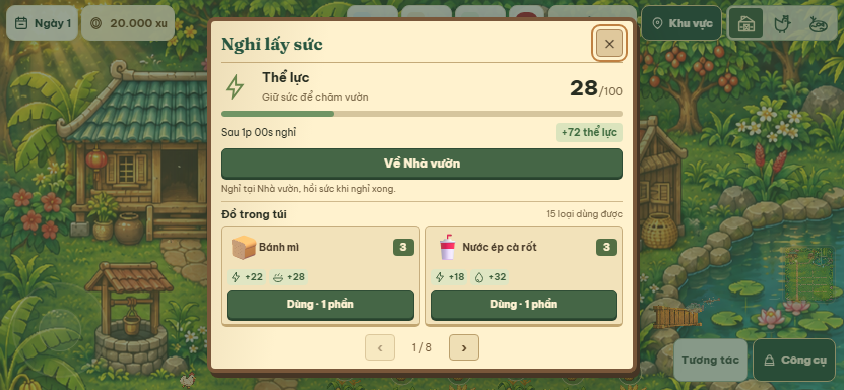 Ngày 1
20.000 xu
Khu vực
Nghỉ lấy sức
Thể lực
Giữ sức để chăm vườn
28/100
Sau 1p 00s nghỉ
+72 thể lực
Về Nhà vườn
Nghỉ tại Nhà vườn, hồi sức khi nghỉ xong.
Đồ trong túi
15 loại dùng được
Bánh mì
3
+22 +28
Dùng · 1 phần
Nước ép cà rốt
3
+18 +32
Dùng · 1 phần
1 / 8
Tương tác
Công cụ